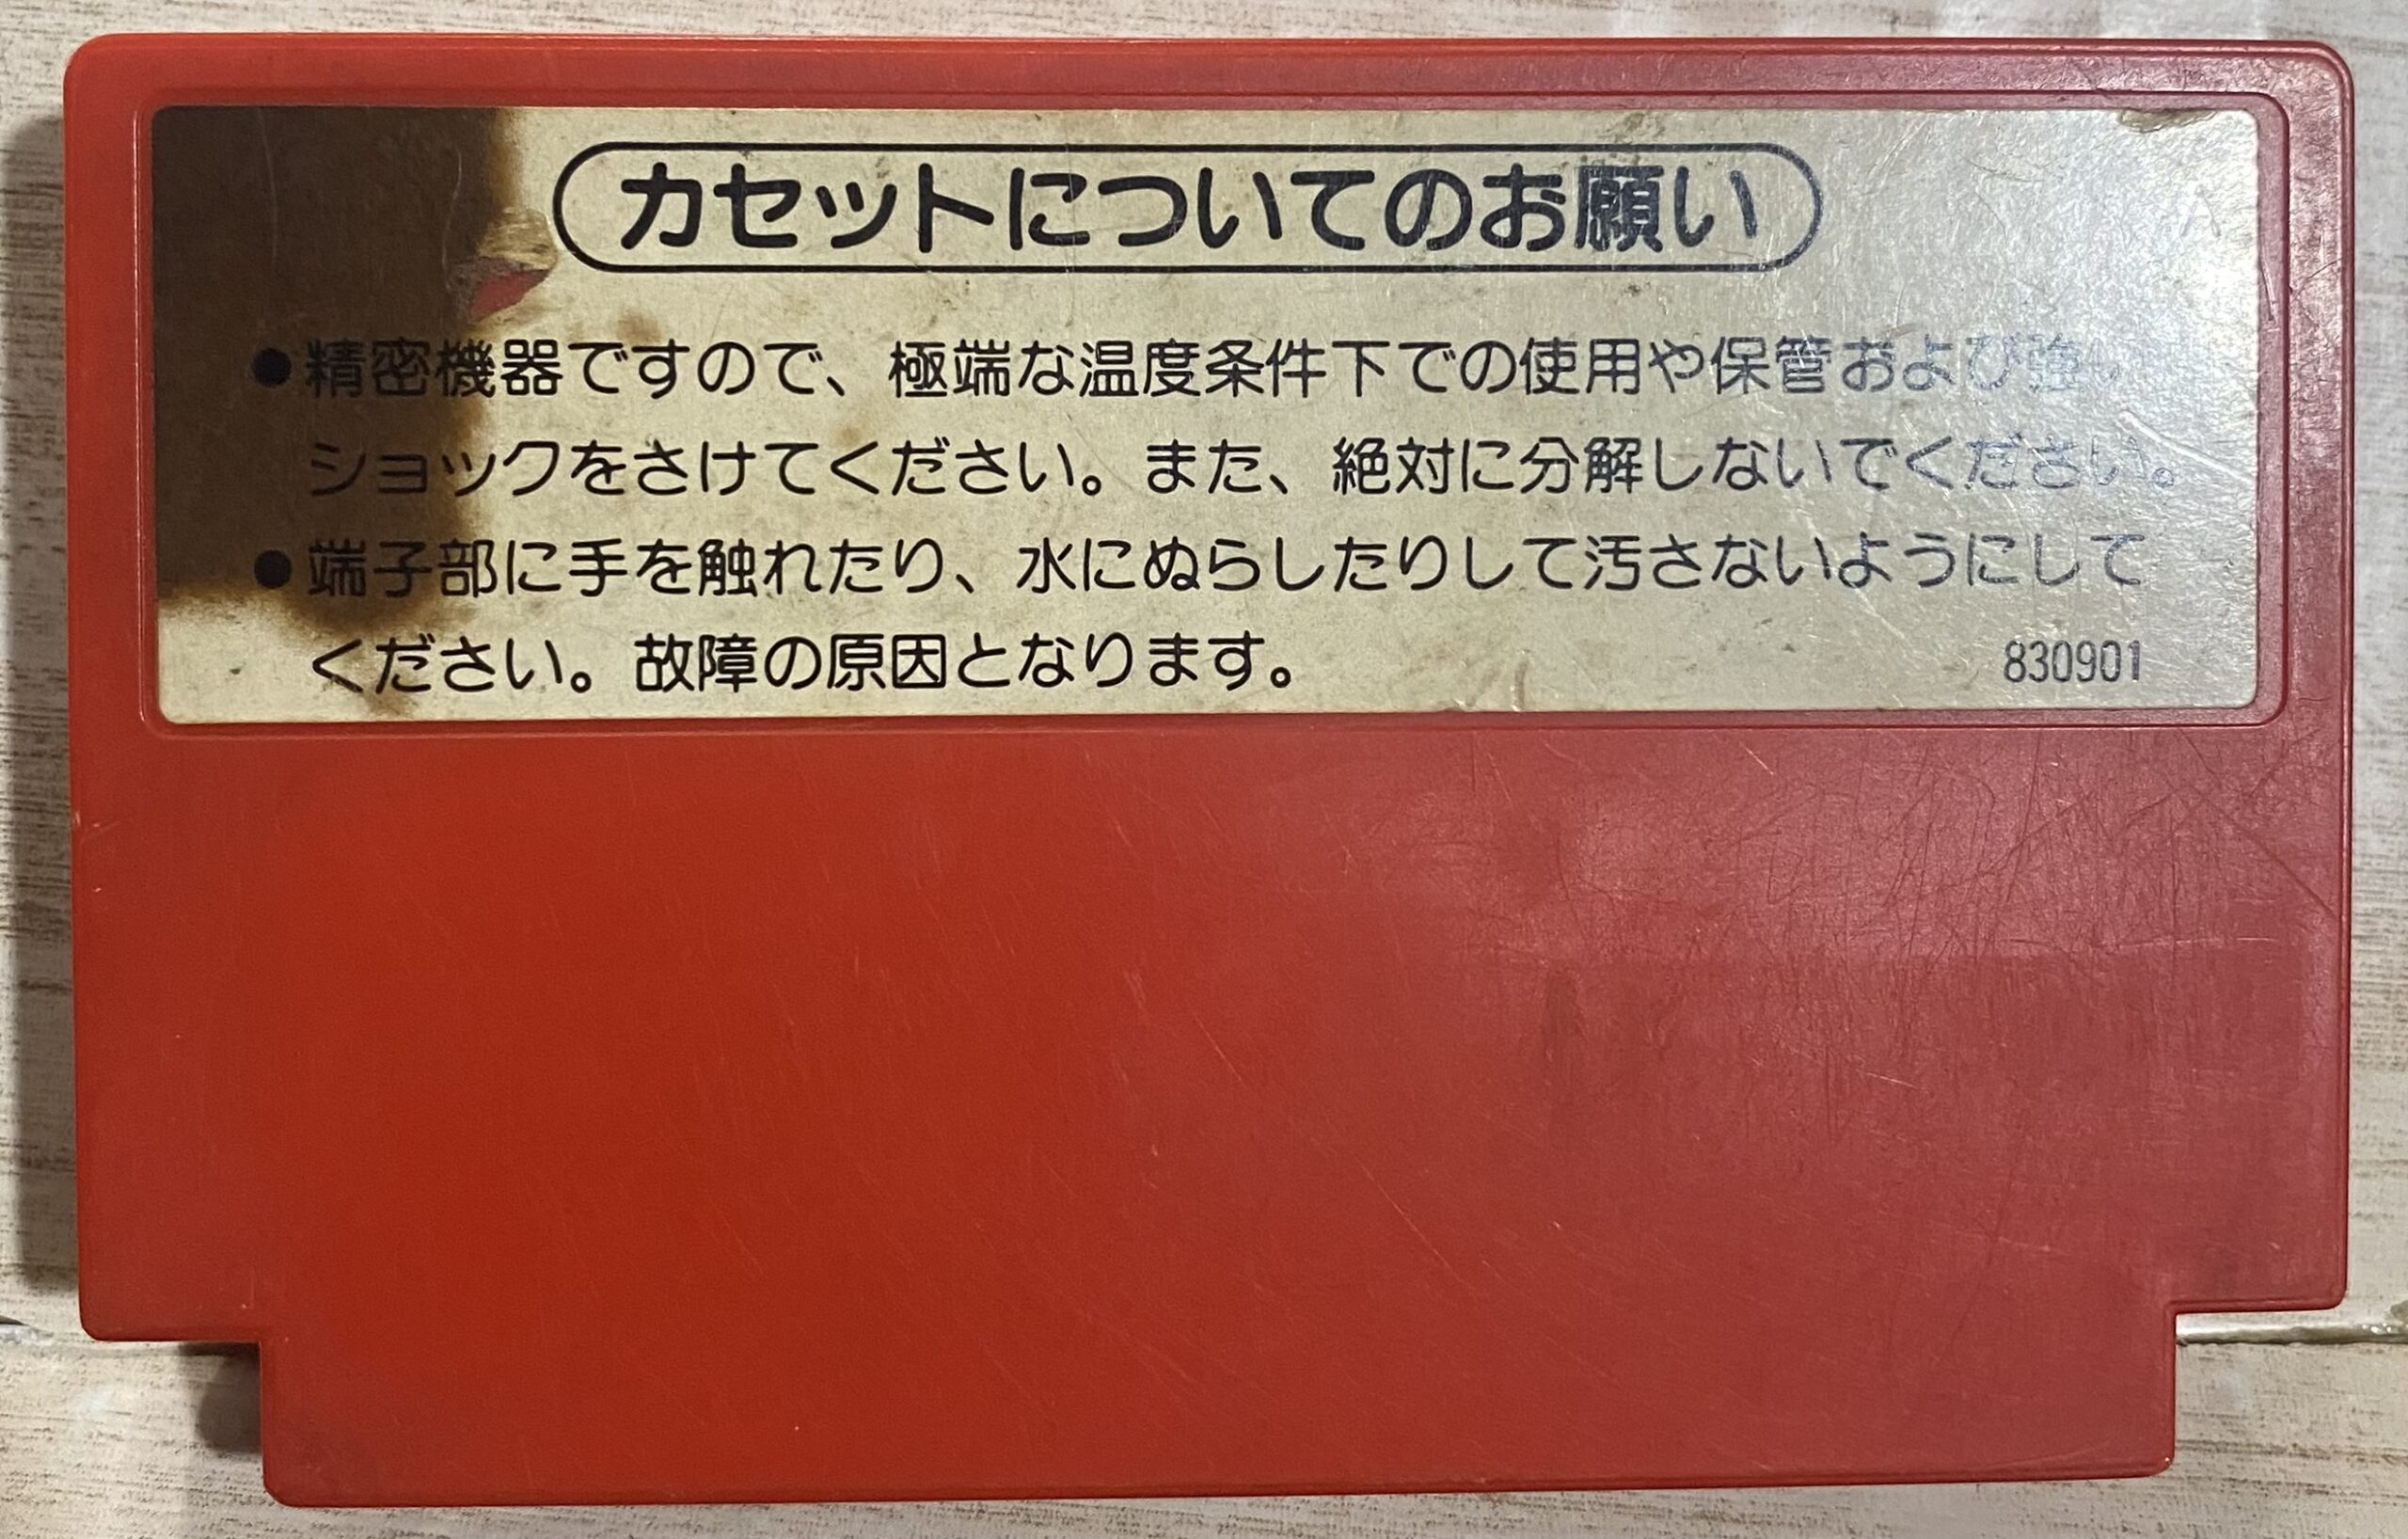 カセットについてのお願い
●精密機器ですので、極端な温度条件下での使用や保管および強い
ショックをさけてください。また、絶対に分解しないでください。
●端子部に手を触れたり、水にぬらしたりして汚さないようにして
ください。故障の原因となります。
830901